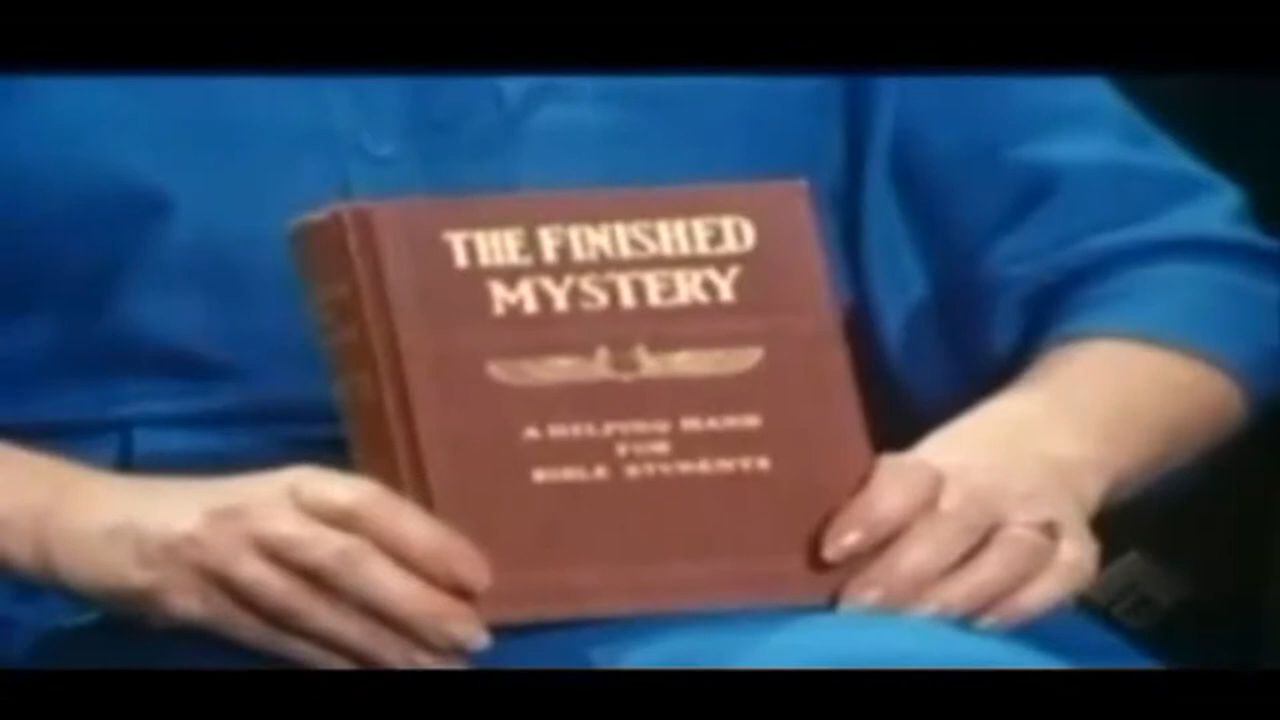 THE FINISHED
MYSTERY
A HELPING HAND
FOR
BIBLE STUDENTS